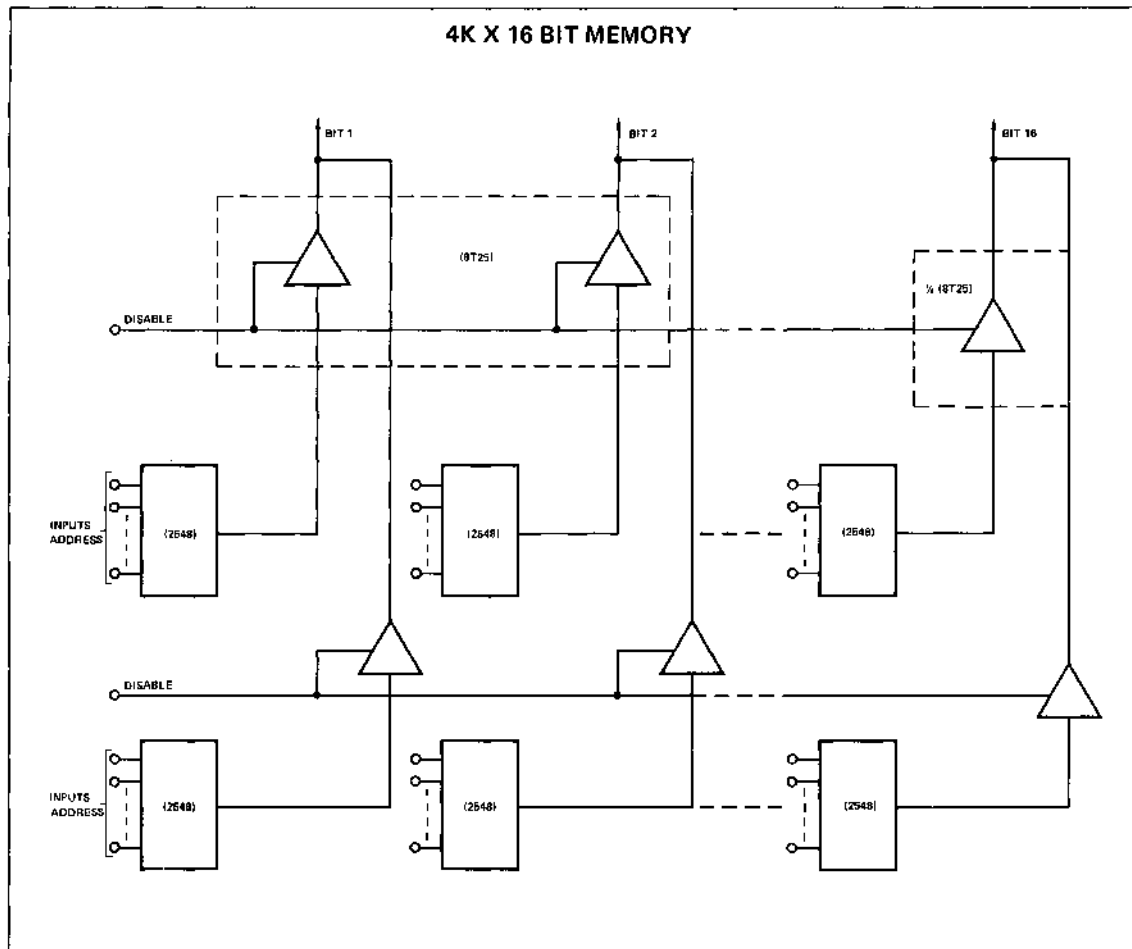 4K X 16 BIT MEMORY
BIT 1
BIT 2
BIT 16
(8T25)
½ (8T25)
DISABLE
INPUTS
ADDRESS
(2548)
(2548)
(2548)
DISABLE
INPUTS
ADDRESS
(2548)
(2548)
(2548)